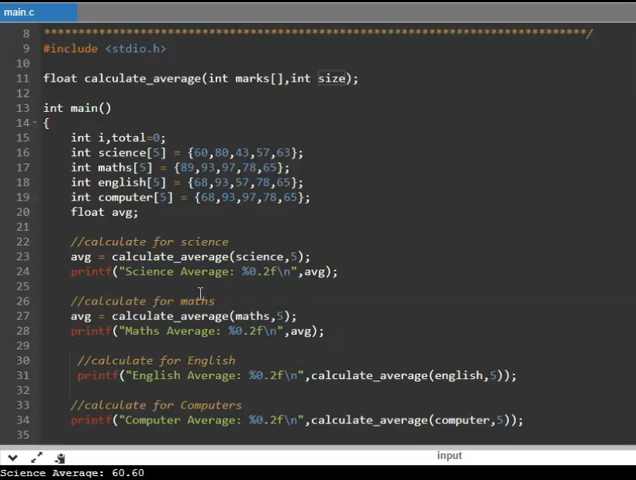 main.c
8 *******************************************************************************/
9 #include <stdio.h>
10
11 float calculate_average(int marks[],int size);
12
13 int main()
14 {
15 int i,total=0;
16 int science[5] = {60,80,43,57,63};
17 int maths[5] = {89,93,97,78,65};
18 int english[5] = {68,93,57,78,65};
19 int computer[5] = {68,93,97,78,65};
20 float avg;
21
22 //calculate for science
23 avg = calculate_average(science,5);
24 printf("Science Average: %0.2f\n",avg);
25
26 //calculate for maths
27 avg = calculate_average(maths,5);
28 printf("Maths Average: %0.2f\n",avg);
29
30 //calculate for English
31 printf("English Average: %0.2f\n",calculate_average(english,5));
32
33 //calculate for Computers
34 printf("Computer Average: %0.2f\n",calculate_average(computer,5));
35
input
Science Average: 60.60